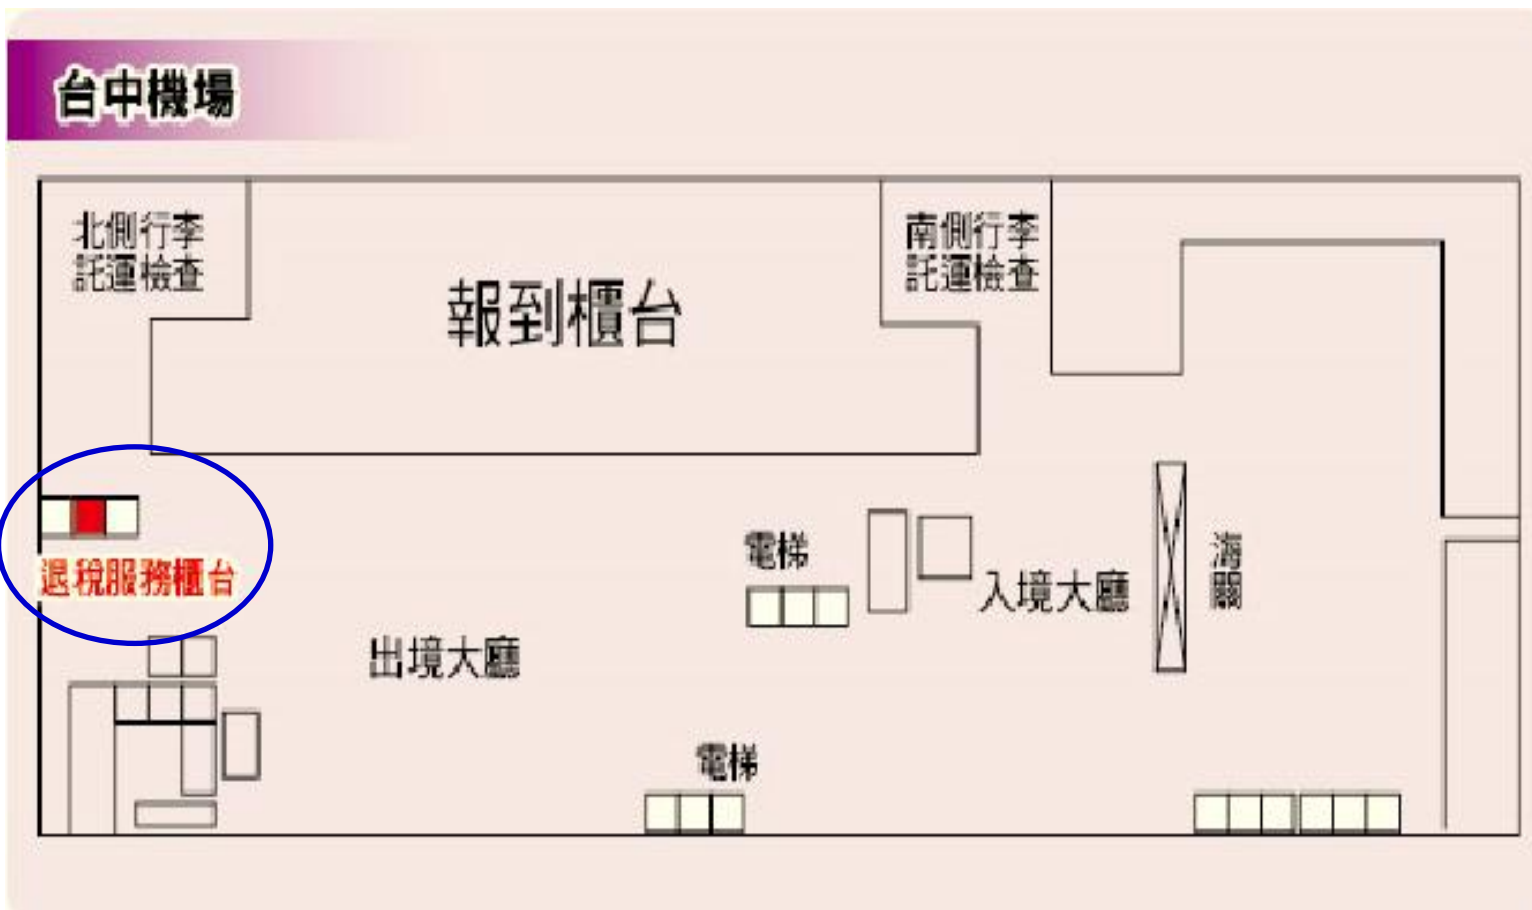 台中機場
北側行李
託運檢查
報到櫃台
南側行李
託運檢查
退稅服務櫃台
電梯
入境大廳
海關
出境大廳
電梯